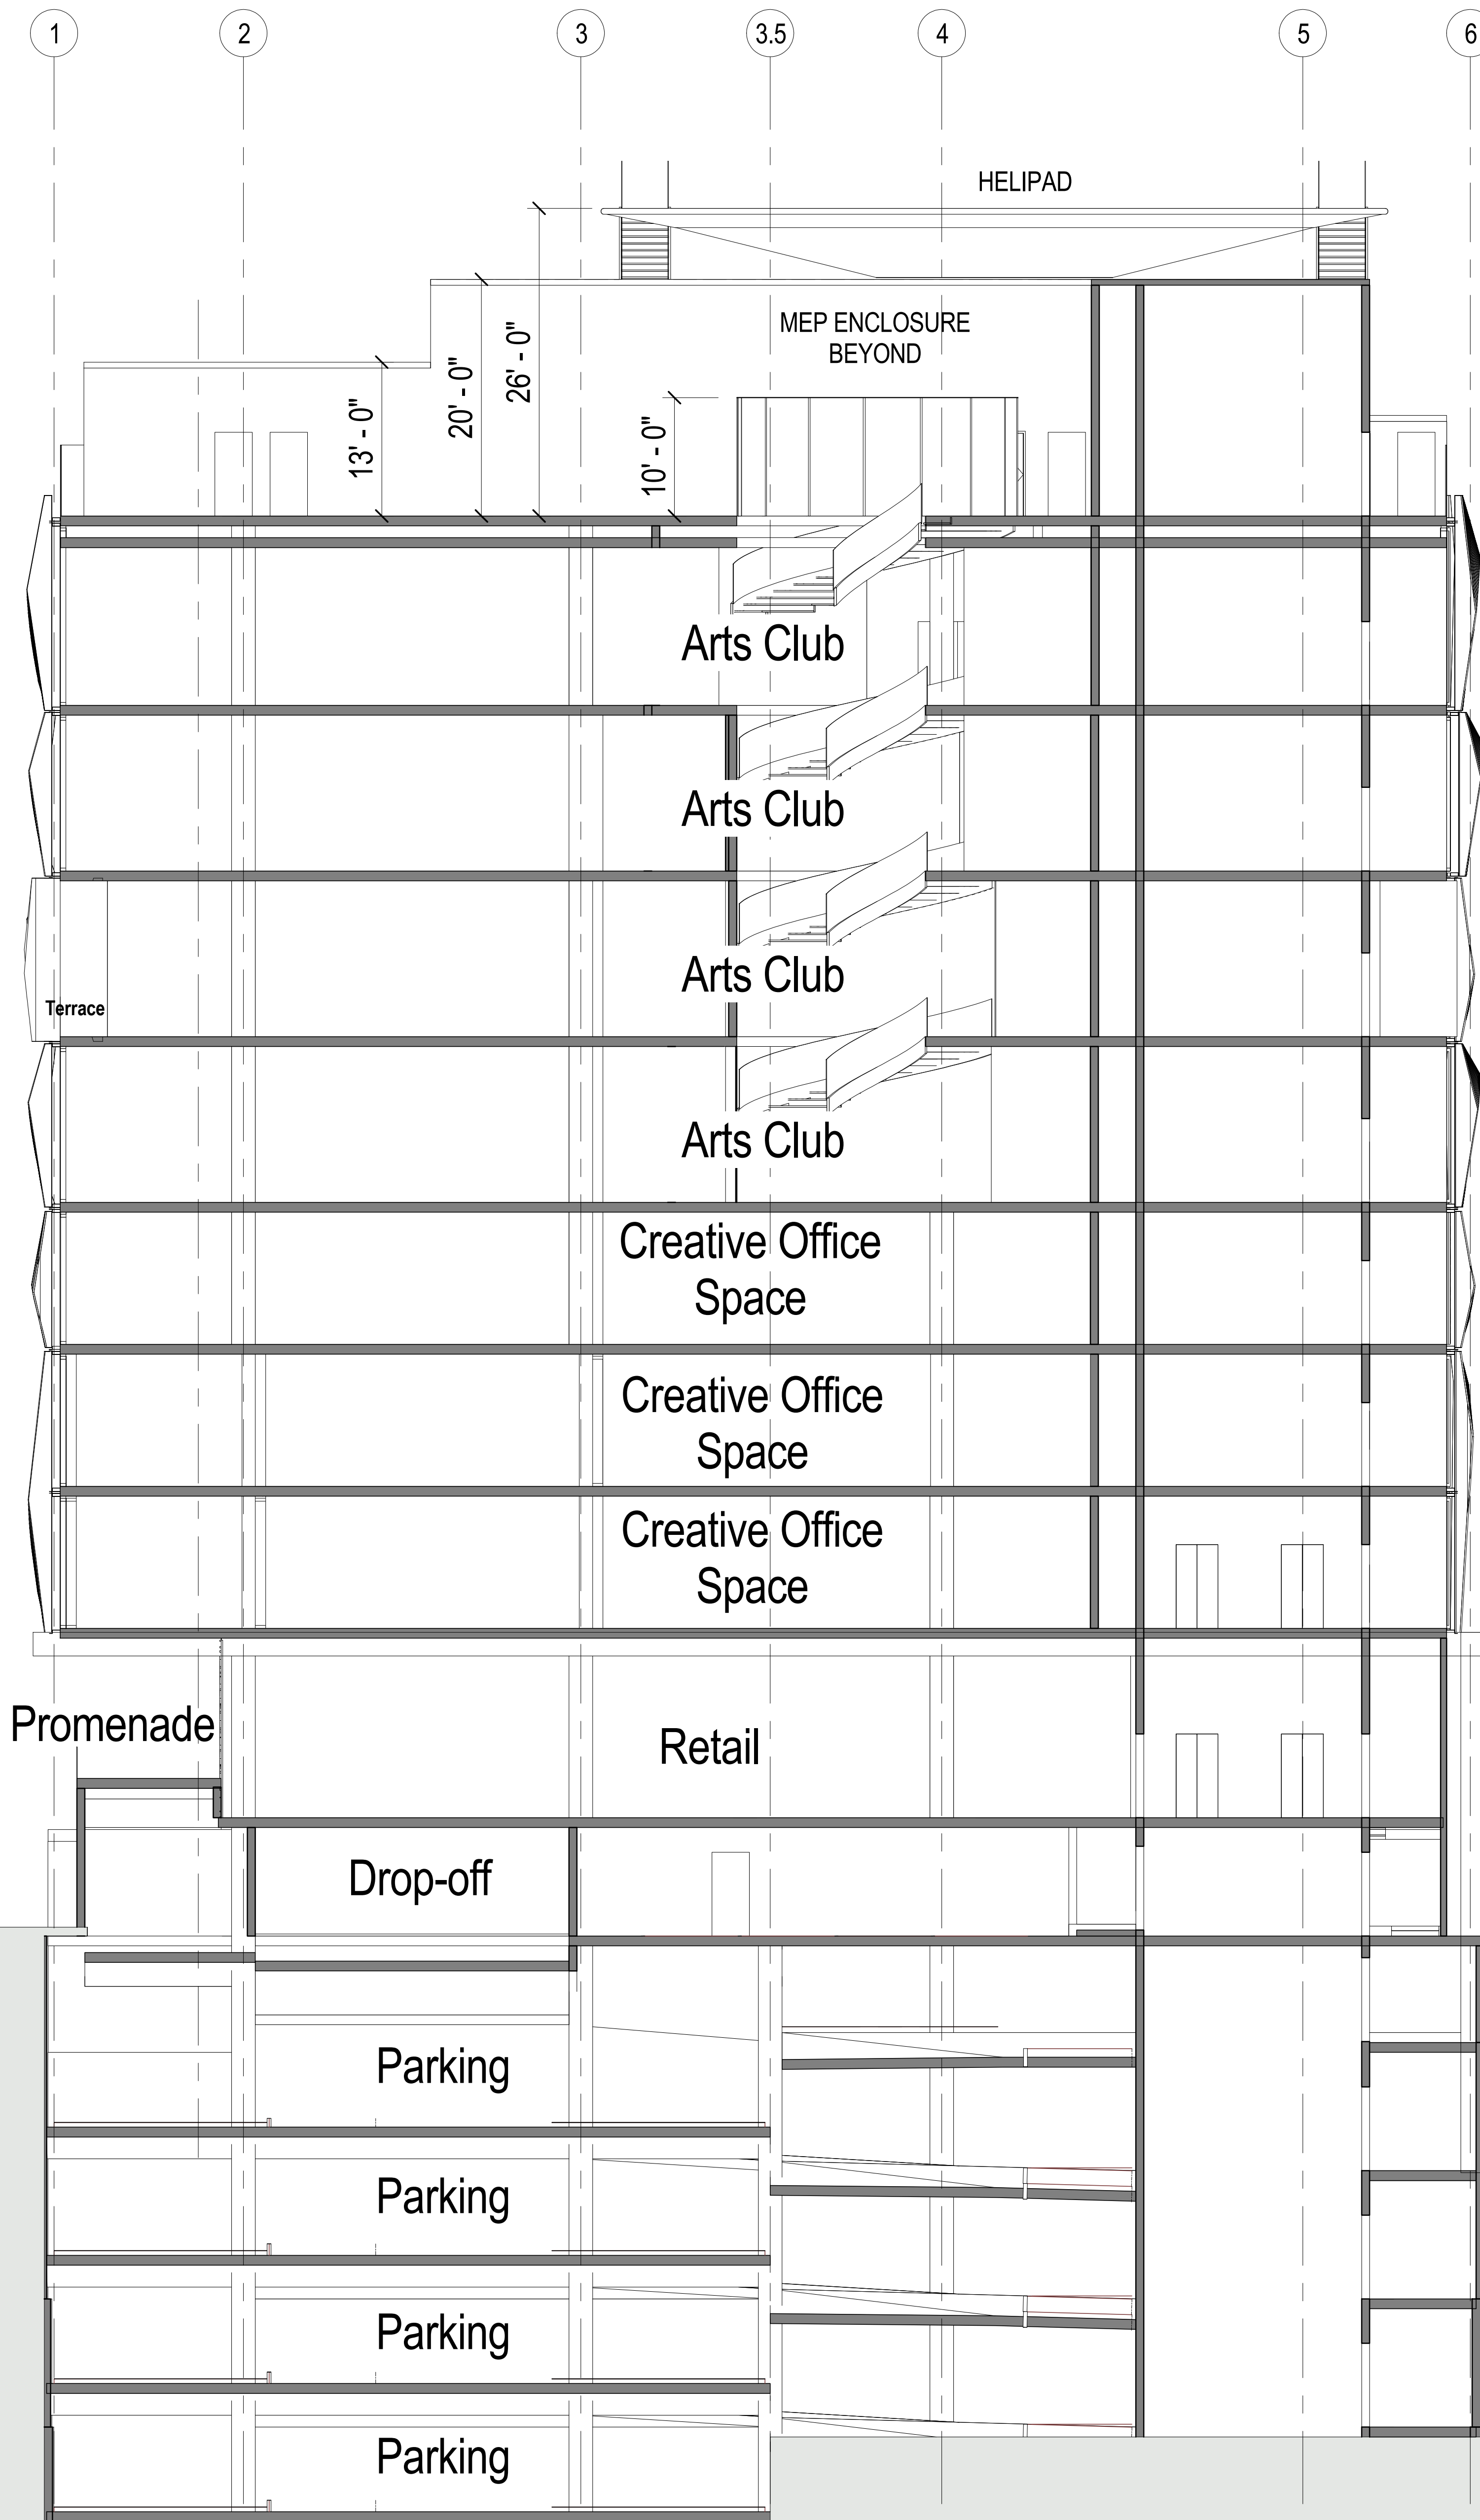 1 2 3 3.5 4 5 6
HELIPAD
MEP ENCLOSURE
BEYOND
13' - 0"
20' - 0"
26' - 0"
10' - 0"
Arts Club
Arts Club
Arts Club
Terrace
Arts Club
Creative Office
Space
Creative Office
Space
Creative Office
Space
Promenade
Retail
Drop-off
Parking
Parking
Parking
Parking